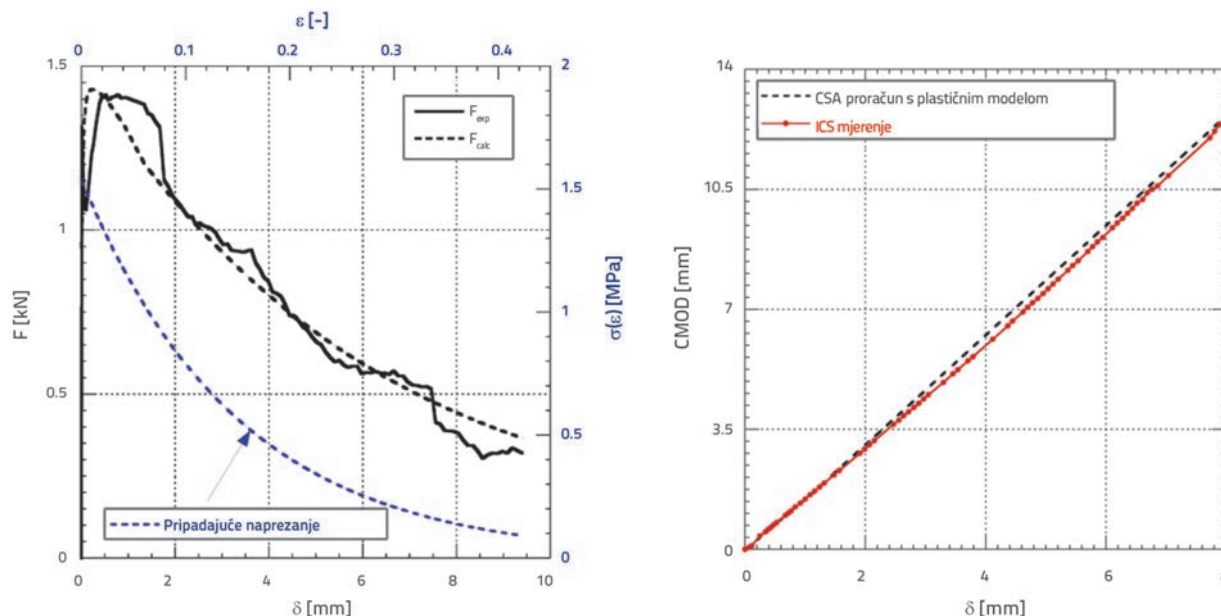 ε [-]
0 0.1 0.2 0.3 0.4
1.5
1
0.5
0
F [kN]
F exp
F calc
2
1.5
1
0.5
0
σ(ε) [MPa]
Pripadajuće naprezanje
0 2 4 6 8 10
δ [mm]
14
10.5
7
3.5
0
CMOD [mm]
CSA proračun s plastičnim modelom
ICS mjerenje
0 2 4 6 8
δ [mm]